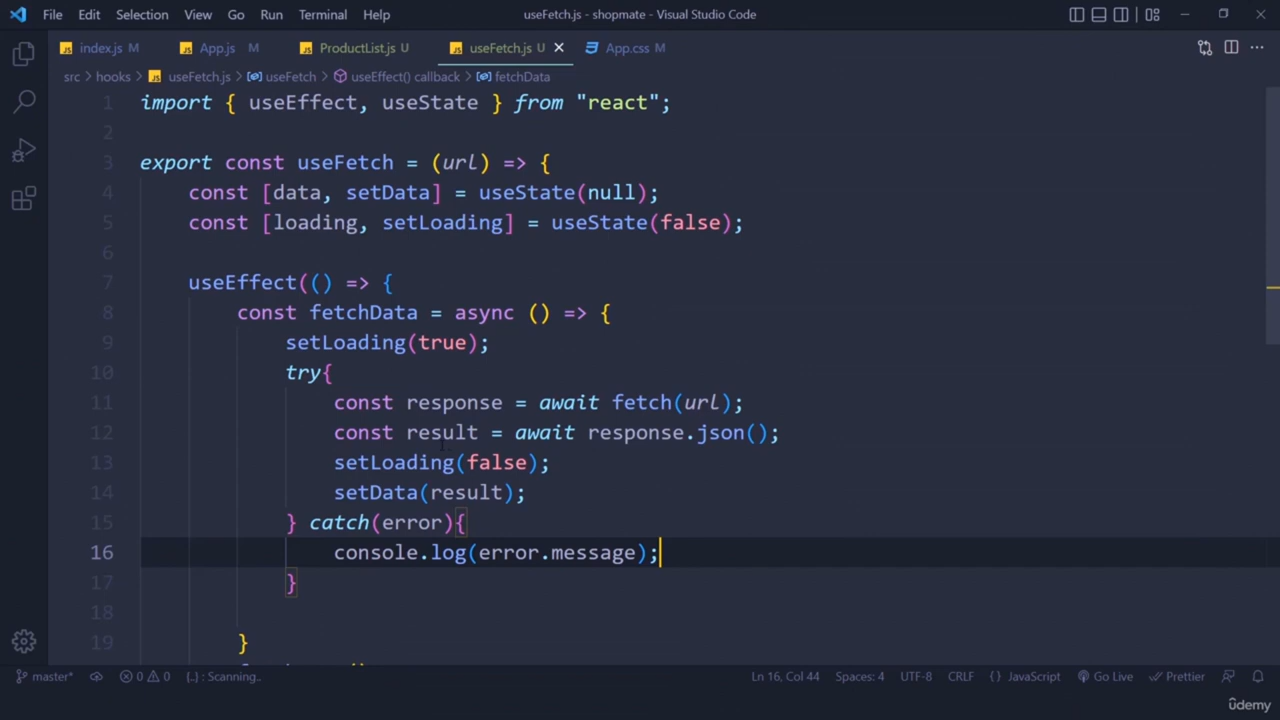 File Edit Selection View Go Run Terminal Help useFetch.js - shopmate - Visual Studio Code
index.js M App.js M ProductList.js U useFetch.js U App.css M
src > hooks > useFetch.js > useFetch > useEffect() callback > fetchData
1 import { useEffect, useState } from "react";
2
3 export const useFetch = (url) => {
4 const [data, setData] = useState(null);
5 const [loading, setLoading] = useState(false);
6
7 useEffect(() => {
8 const fetchData = async () => {
9 setLoading(true);
10 try{
11 const response = await fetch(url);
12 const result = await response.json();
13 setLoading(false);
14 setData(result);
15 } catch(error){
16 console.log(error.message);
17 }
18
19 }
master* 0 0 {..} : Scanning.. Ln 16, Col 44 Spaces: 4 UTF-8 CRLF {} JavaScript Go Live Prettier
ûdemy